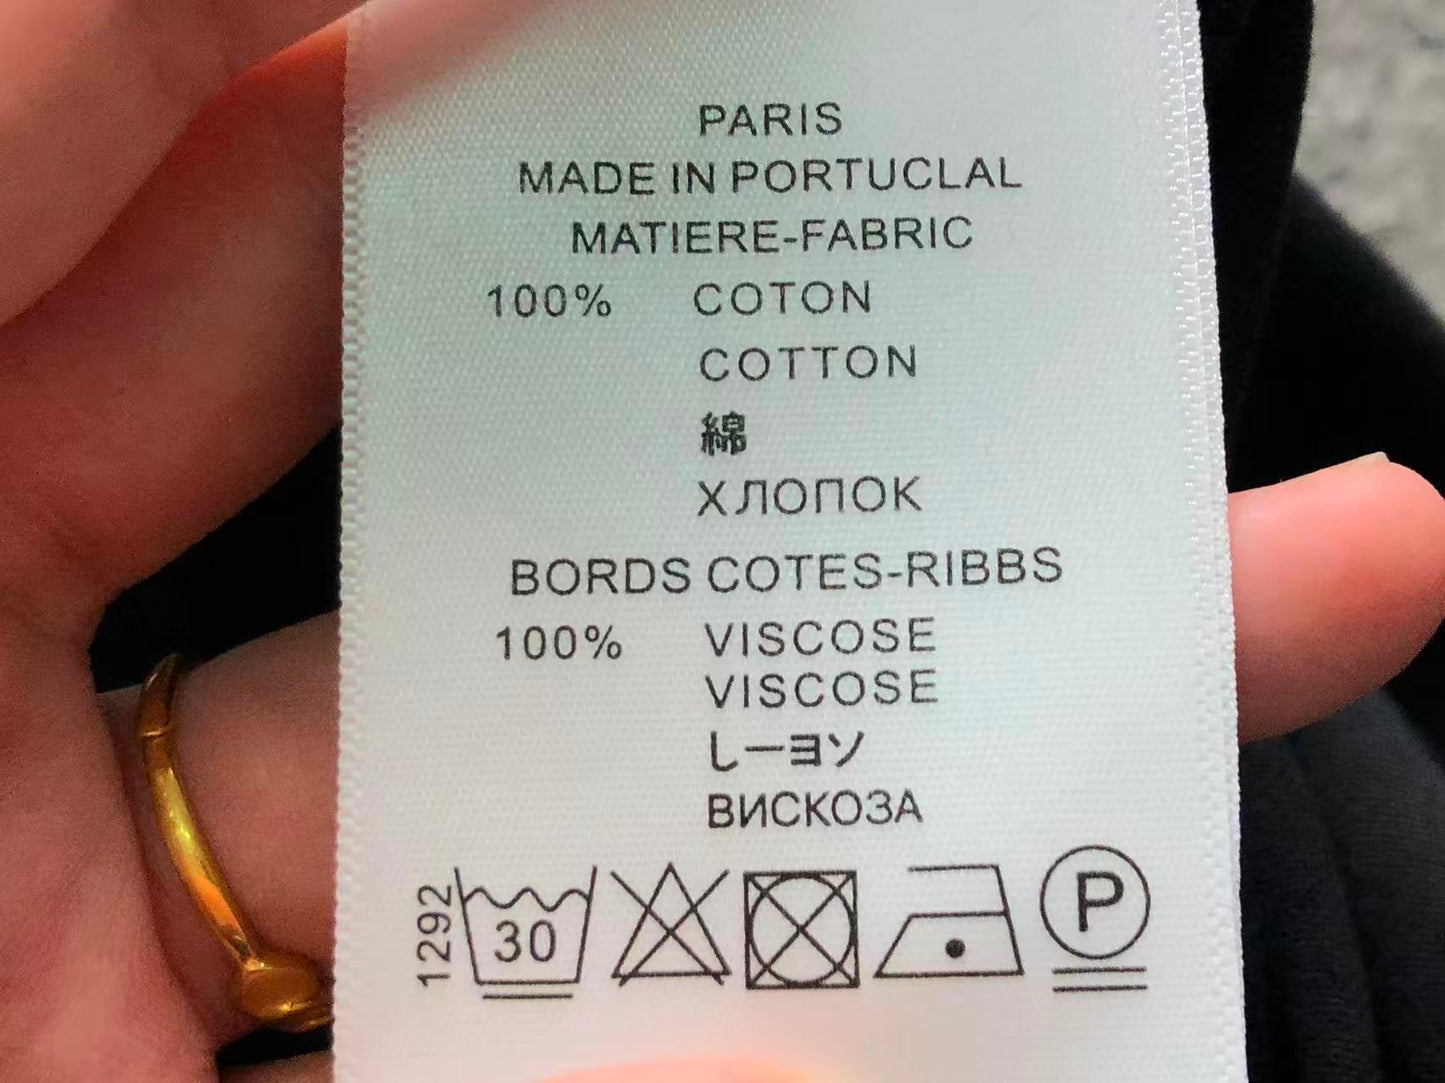 PARIS
MADE IN PORTUCLAL
MATIERE-FABRIC
100% COTON
COTTON
綿
ХЛОПОК
BORDS COTES-RIBBS
100% VISCOSE
VISCOSE
しーヨソ
ВИСКОЗА
1292
30
P